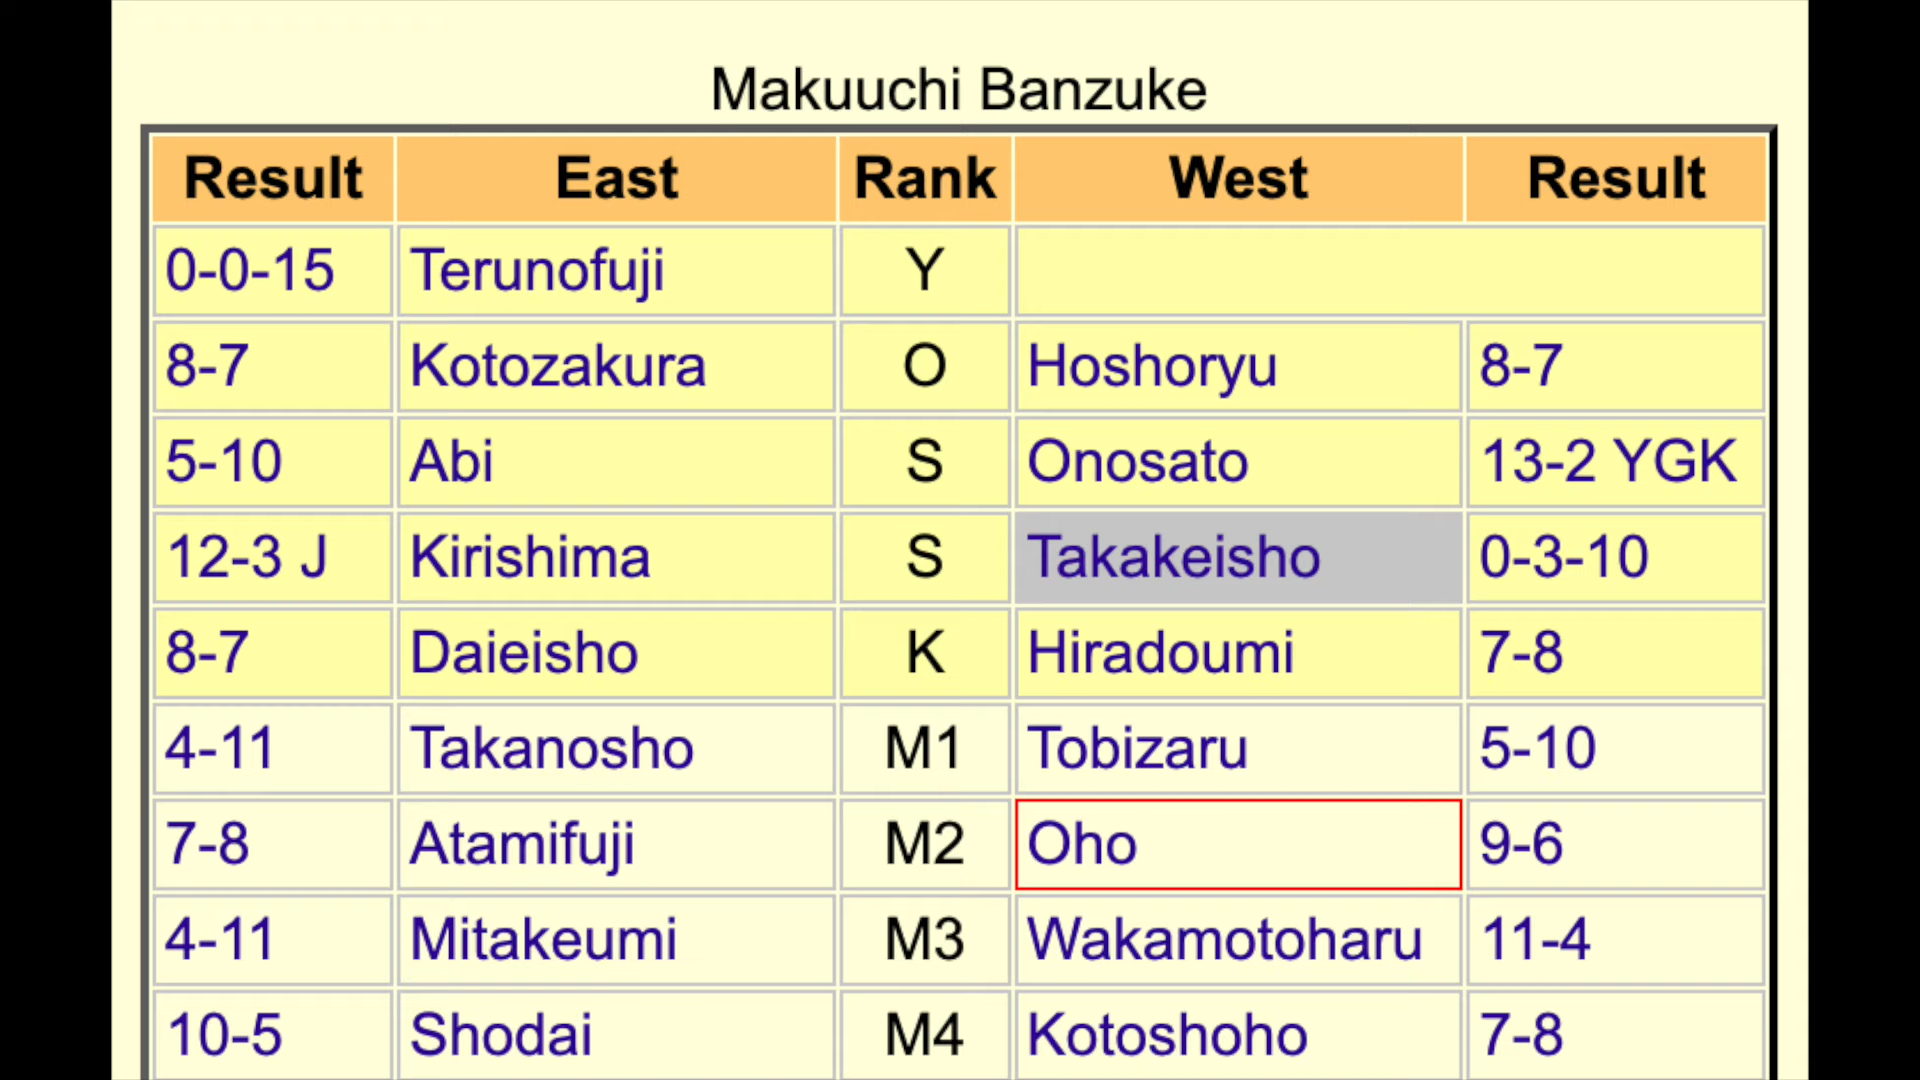 Makuuchi Banzuke
Result East Rank West Result
0-0-15 Terunofuji Y
8-7 Kotozakura O Hoshoryu 8-7
5-10 Abi S Onosato 13-2 YGK
12-3 J Kirishima S Takakeisho 0-3-10
8-7 Daieisho K Hiradoumi 7-8
4-11 Takanosho M1 Tobizaru 5-10
7-8 Atamifuji M2 Oho 9-6
4-11 Mitakeumi M3 Wakamotoharu 11-4
10-5 Shodai M4 Kotoshoho 7-8